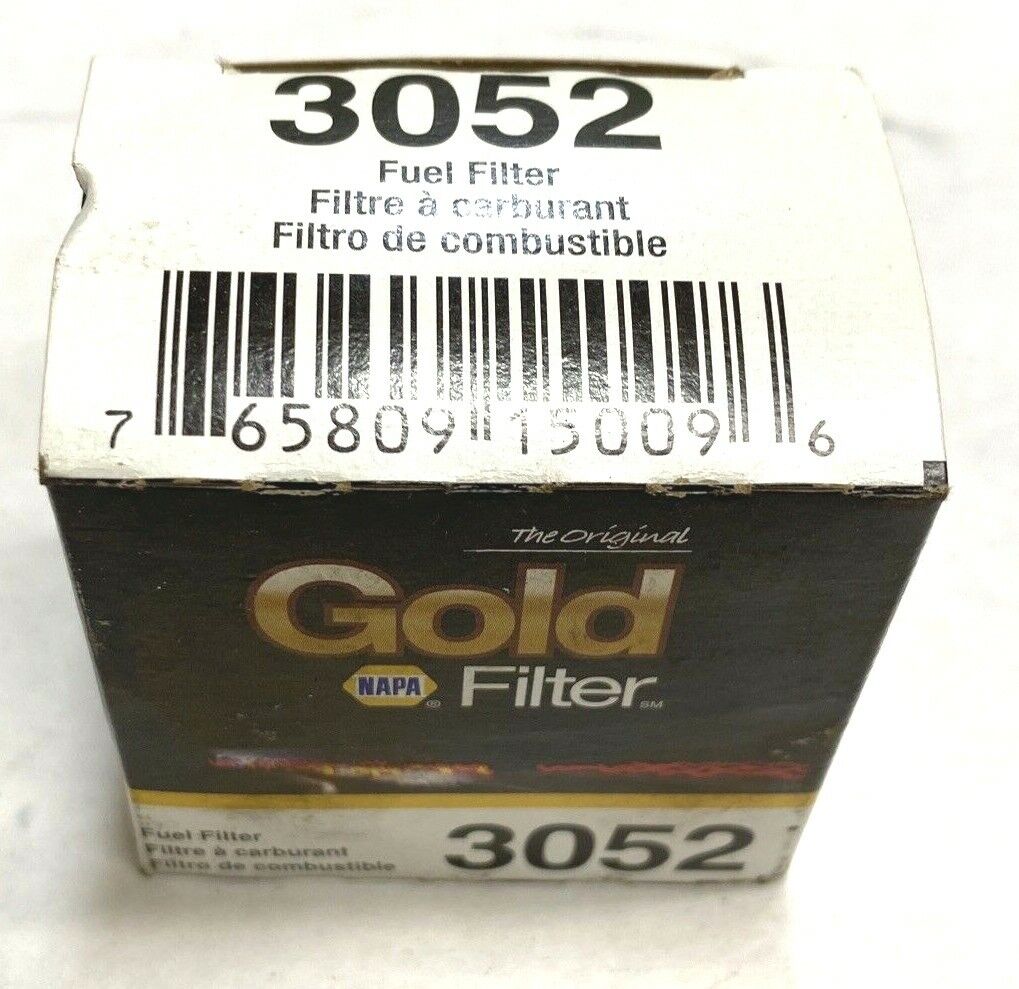 3052
Fuel Filter
Filtre à carburant
Filtro de combustible
7 65809 15009 6
The Original
Gold
NAPA® Filter SM
Fuel Filter
Filtre à carburant
Filtro de combustible
3052